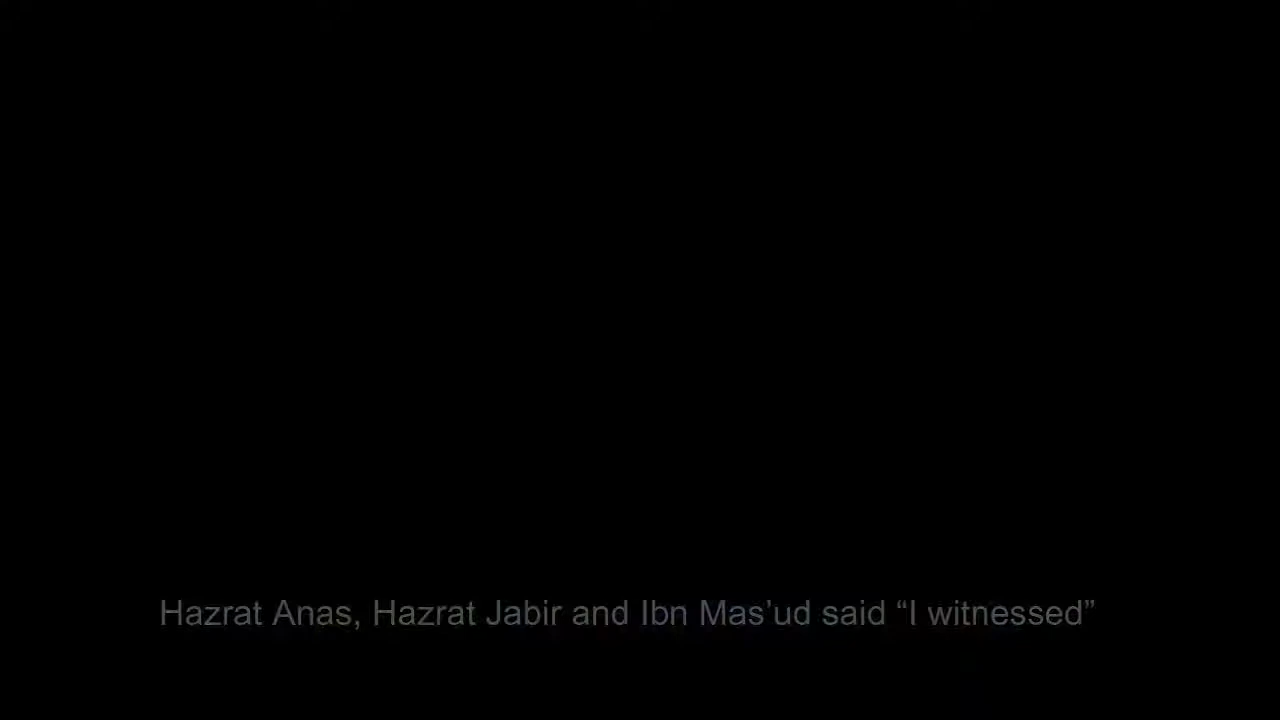 Hazrat Anas, Hazrat Jabir and Ibn Mas’ud said “I witnessed”